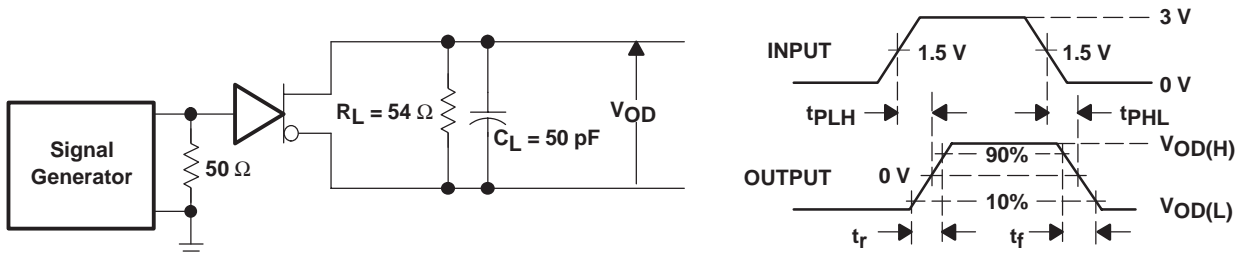 Signal
Generator
50 Ω
RL = 54 Ω
CL = 50 pF
VOD
INPUT
3 V
1.5 V
1.5 V
0 V
tPLH
tPHL
OUTPUT
0 V
90%
10%
VOD(H)
VOD(L)
tr
tf